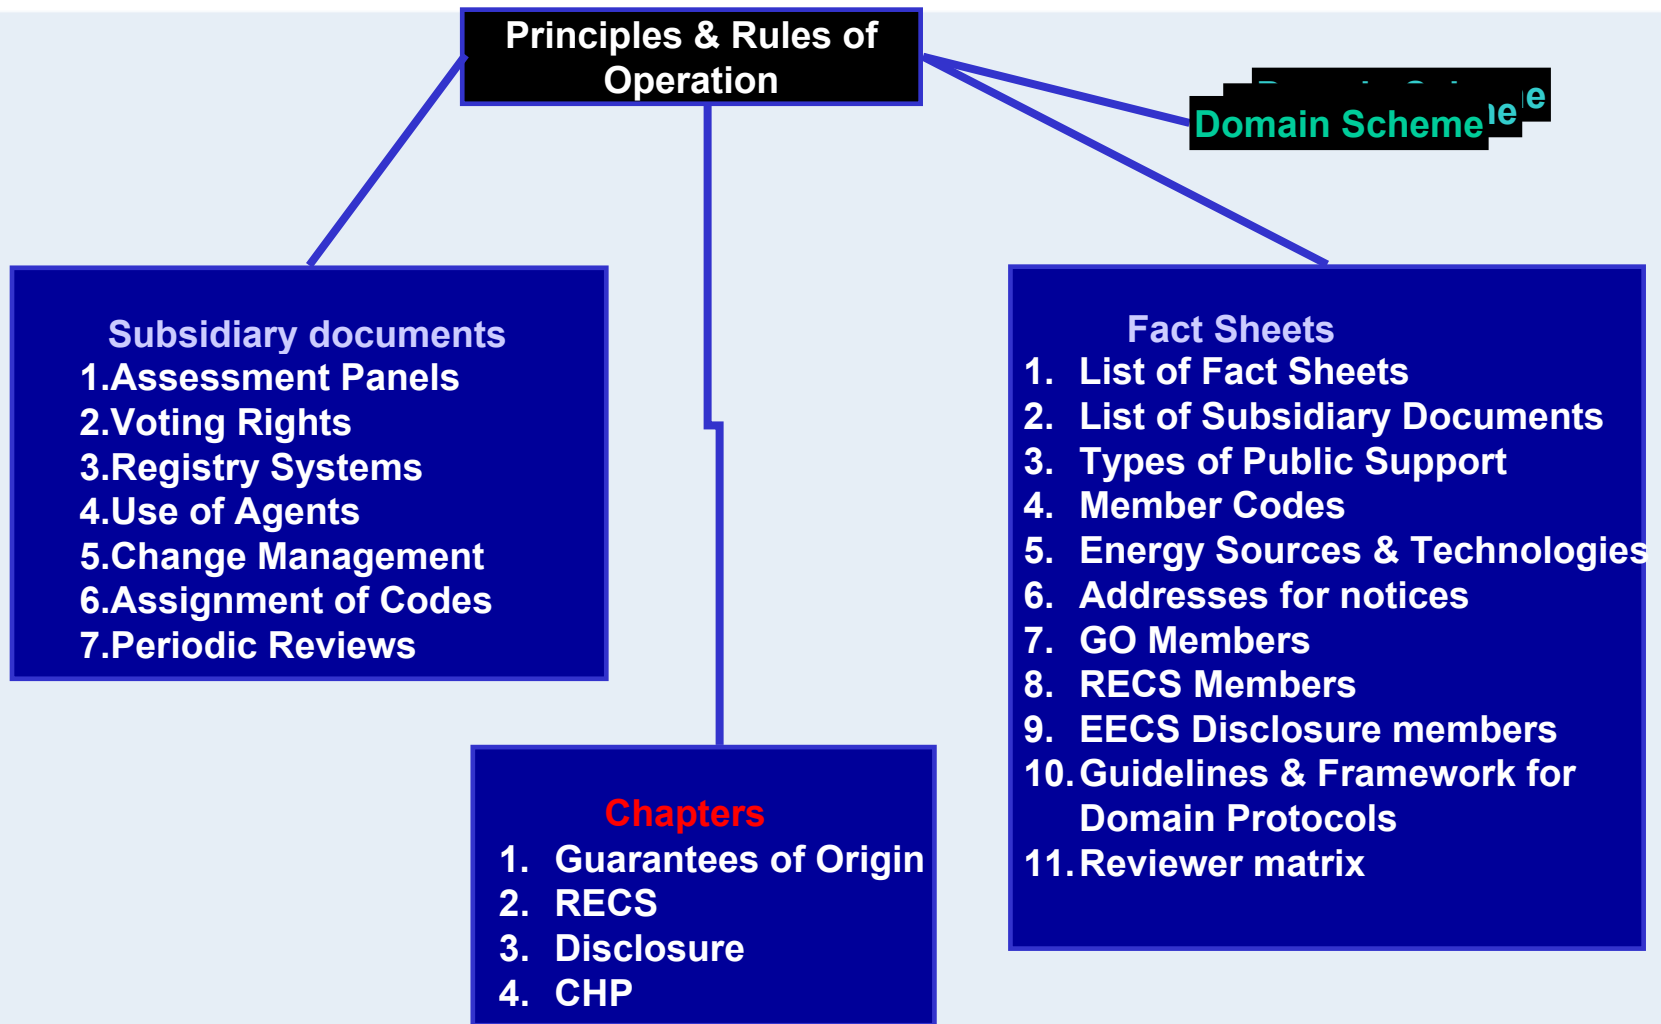 Principles & Rules of
Operation
Domain Scheme
Subsidiary documents
1.Assessment Panels
2.Voting Rights
3.Registry Systems
4.Use of Agents
5.Change Management
6.Assignment of Codes
7.Periodic Reviews
Chapters
1. Guarantees of Origin
2. RECS
3. Disclosure
4. CHP
Fact Sheets
1. List of Fact Sheets
2. List of Subsidiary Documents
3. Types of Public Support
4. Member Codes
5. Energy Sources & Technologies
6. Addresses for notices
7. GO Members
8. RECS Members
9. EECS Disclosure members
10. Guidelines & Framework for
Domain Protocols
11. Reviewer matrix